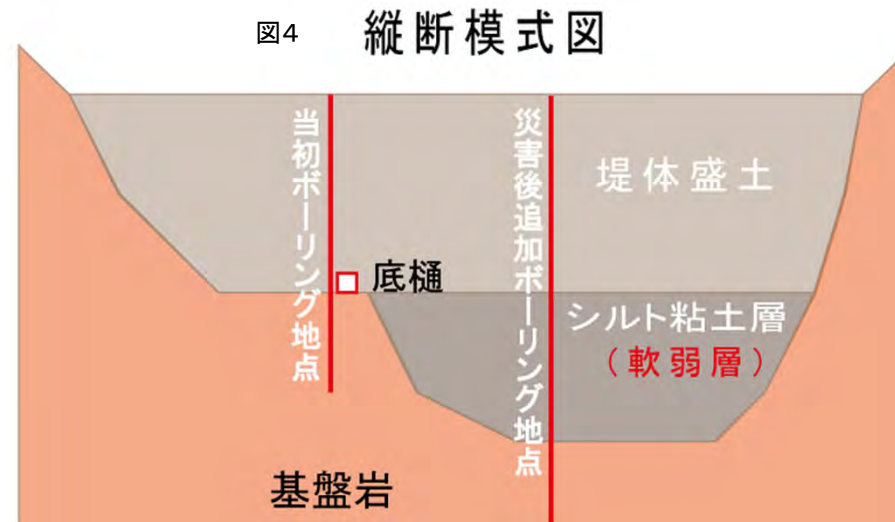 図4
縦断模式図
当初ボーリング地点
災害後追加ボーリング地点
堤体盛土
底樋
シルト粘土層
(軟弱層)
基盤岩